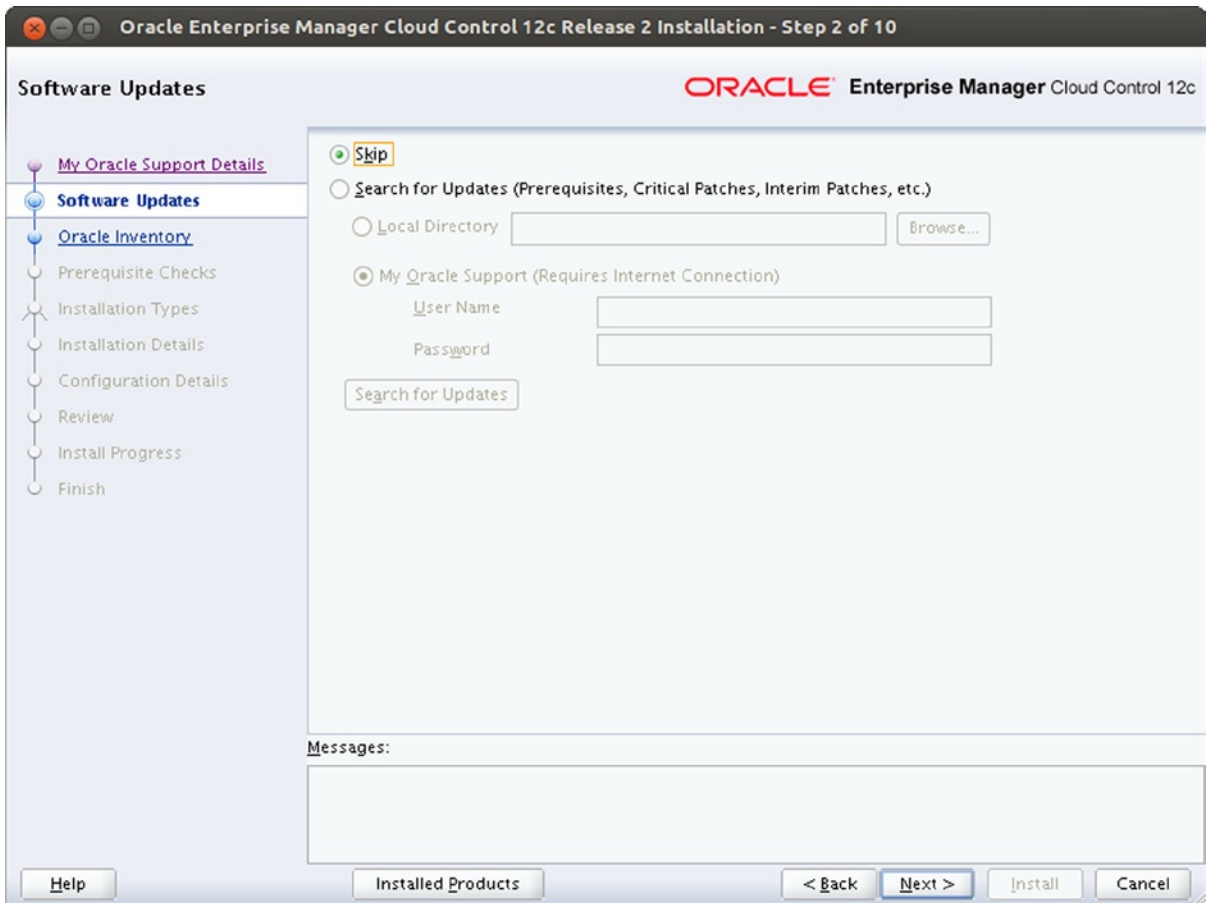 Oracle Enterprise Manager Cloud Control 12c Release 2 Installation - Step 2 of 10
Software Updates
ORACLE Enterprise Manager Cloud Control 12c
My Oracle Support Details
Software Updates
Oracle Inventory
Prerequisite Checks
Installation Types
Installation Details
Configuration Details
Review
Install Progress
Finish
Skip
Search for Updates (Prerequisites, Critical Patches, Interim Patches, etc.)
Local Directory Browse...
My Oracle Support (Requires Internet Connection)
User Name
Password
Search for Updates
Messages:
Help Installed Products < Back Next > Install Cancel